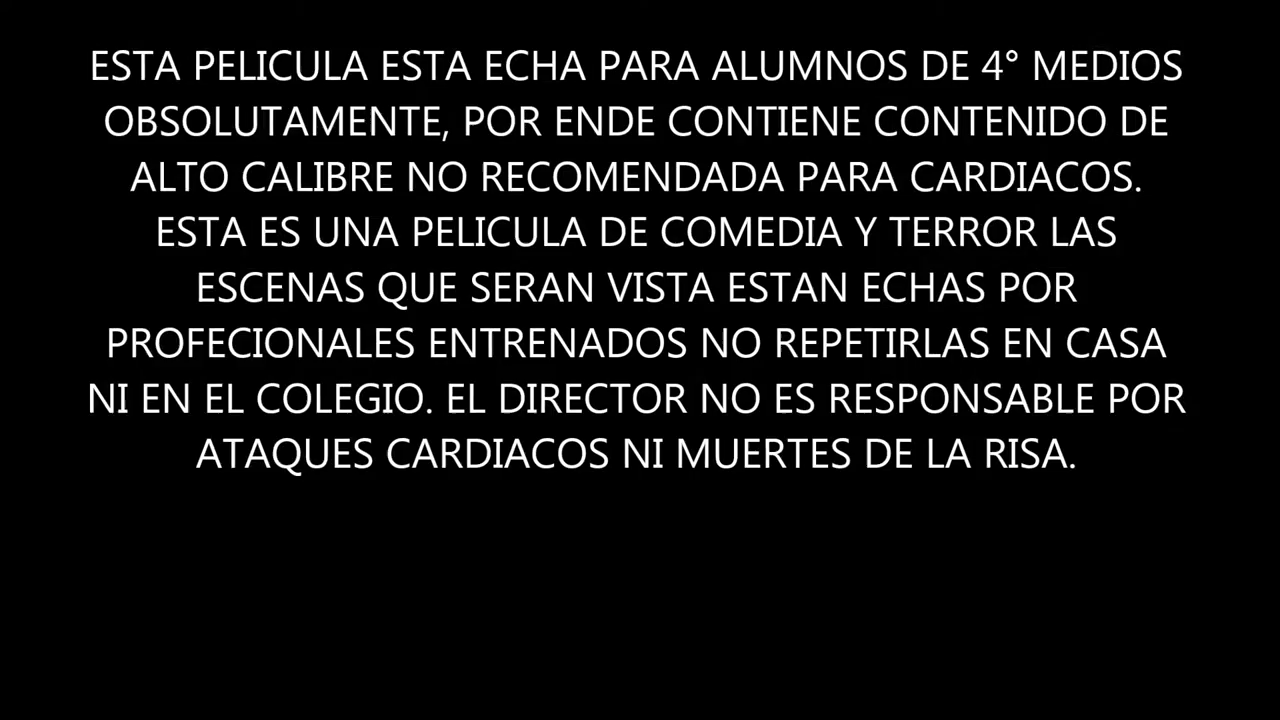 ESTA PELICULA ESTA ECHA PARA ALUMNOS DE 4° MEDIOS
OBSOLUTAMENTE, POR ENDE CONTIENE CONTENIDO DE
ALTO CALIBRE NO RECOMENDADA PARA CARDIACOS.
ESTA ES UNA PELICULA DE COMEDIA Y TERROR LAS
ESCENAS QUE SERAN VISTA ESTAN ECHAS POR
PROFECIONALES ENTRENADOS NO REPETIRLAS EN CASA
NI EN EL COLEGIO. EL DIRECTOR NO ES RESPONSABLE POR
ATAQUES CARDIACOS NI MUERTES DE LA RISA.